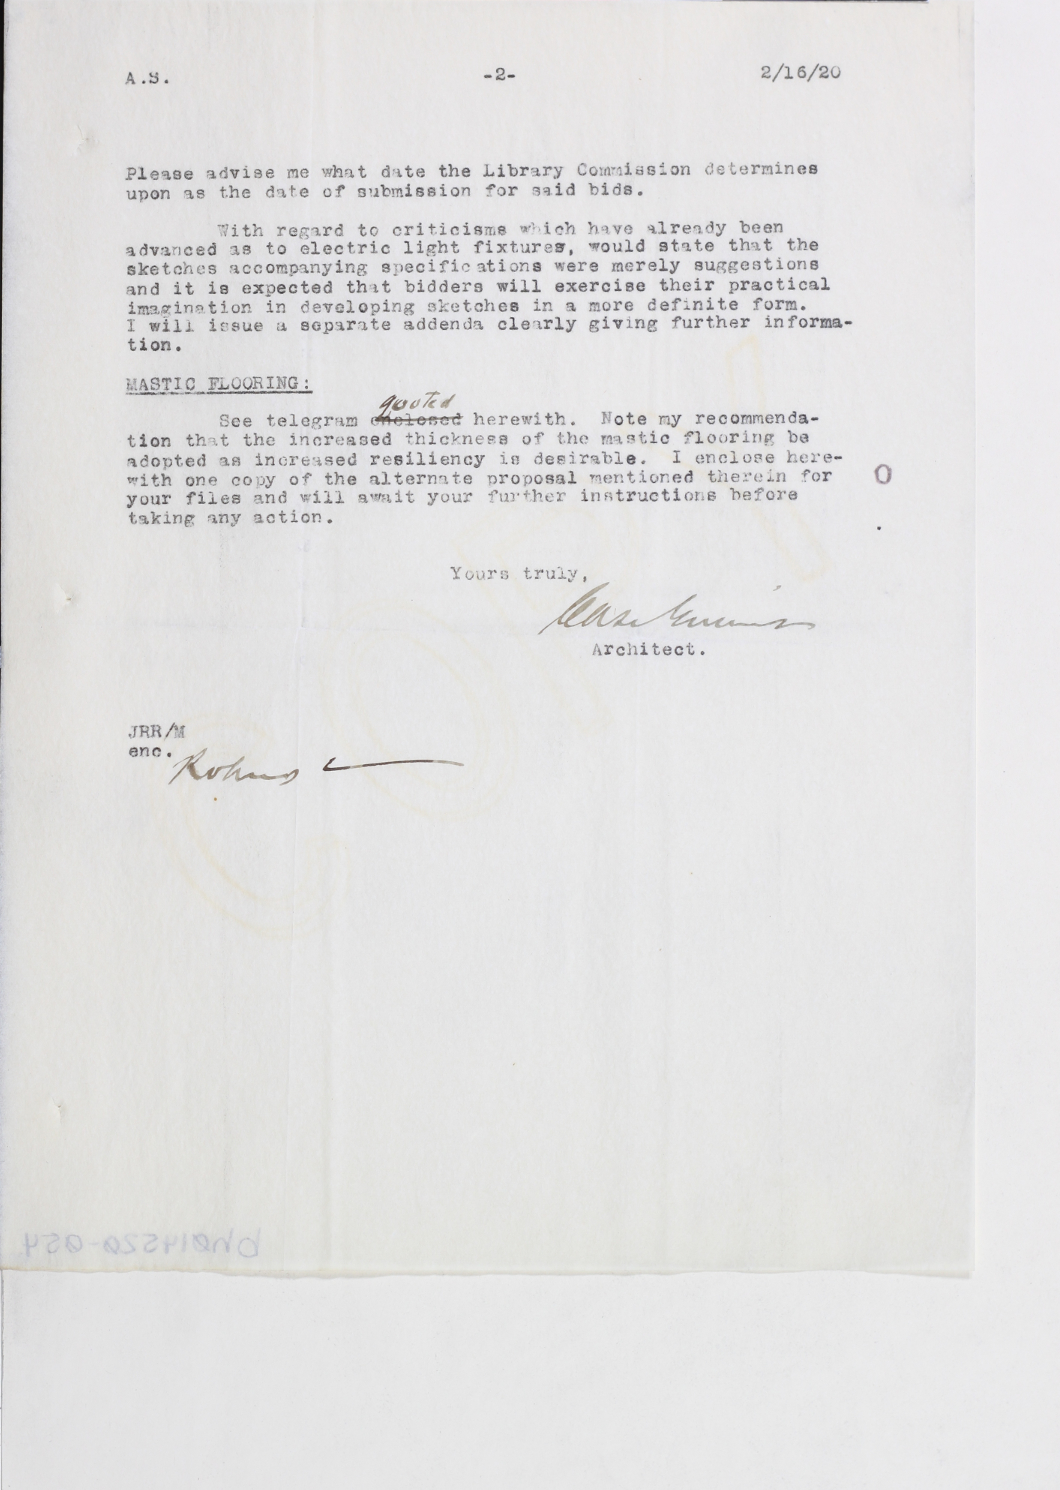 A.S. -2- 2/16/20
Please advise me what date the Library Commission determines
upon as the date of submission for said bids.
With regard to criticisms which have already been
advanced as to electric light fixtures, would state that the
sketches accompanying specifications were merely suggestions
and it is expected that bidders will exercise their practical
imagination in developing sketches in a more definite form.
I will issue a separate addenda clearly giving further informa-
tion.
MASTIC FLOORING:
quoted
See telegram enclosed herewith. Note my recommenda-
tion that the increased thickness of the mastic flooring be
adopted as increased resiliency is desirable. I enclose here-
with one copy of the alternate proposal mentioned therein for
your files and will await your further instructions before
taking any action.
Yours truly,
Architect.
JRR/M
enc.